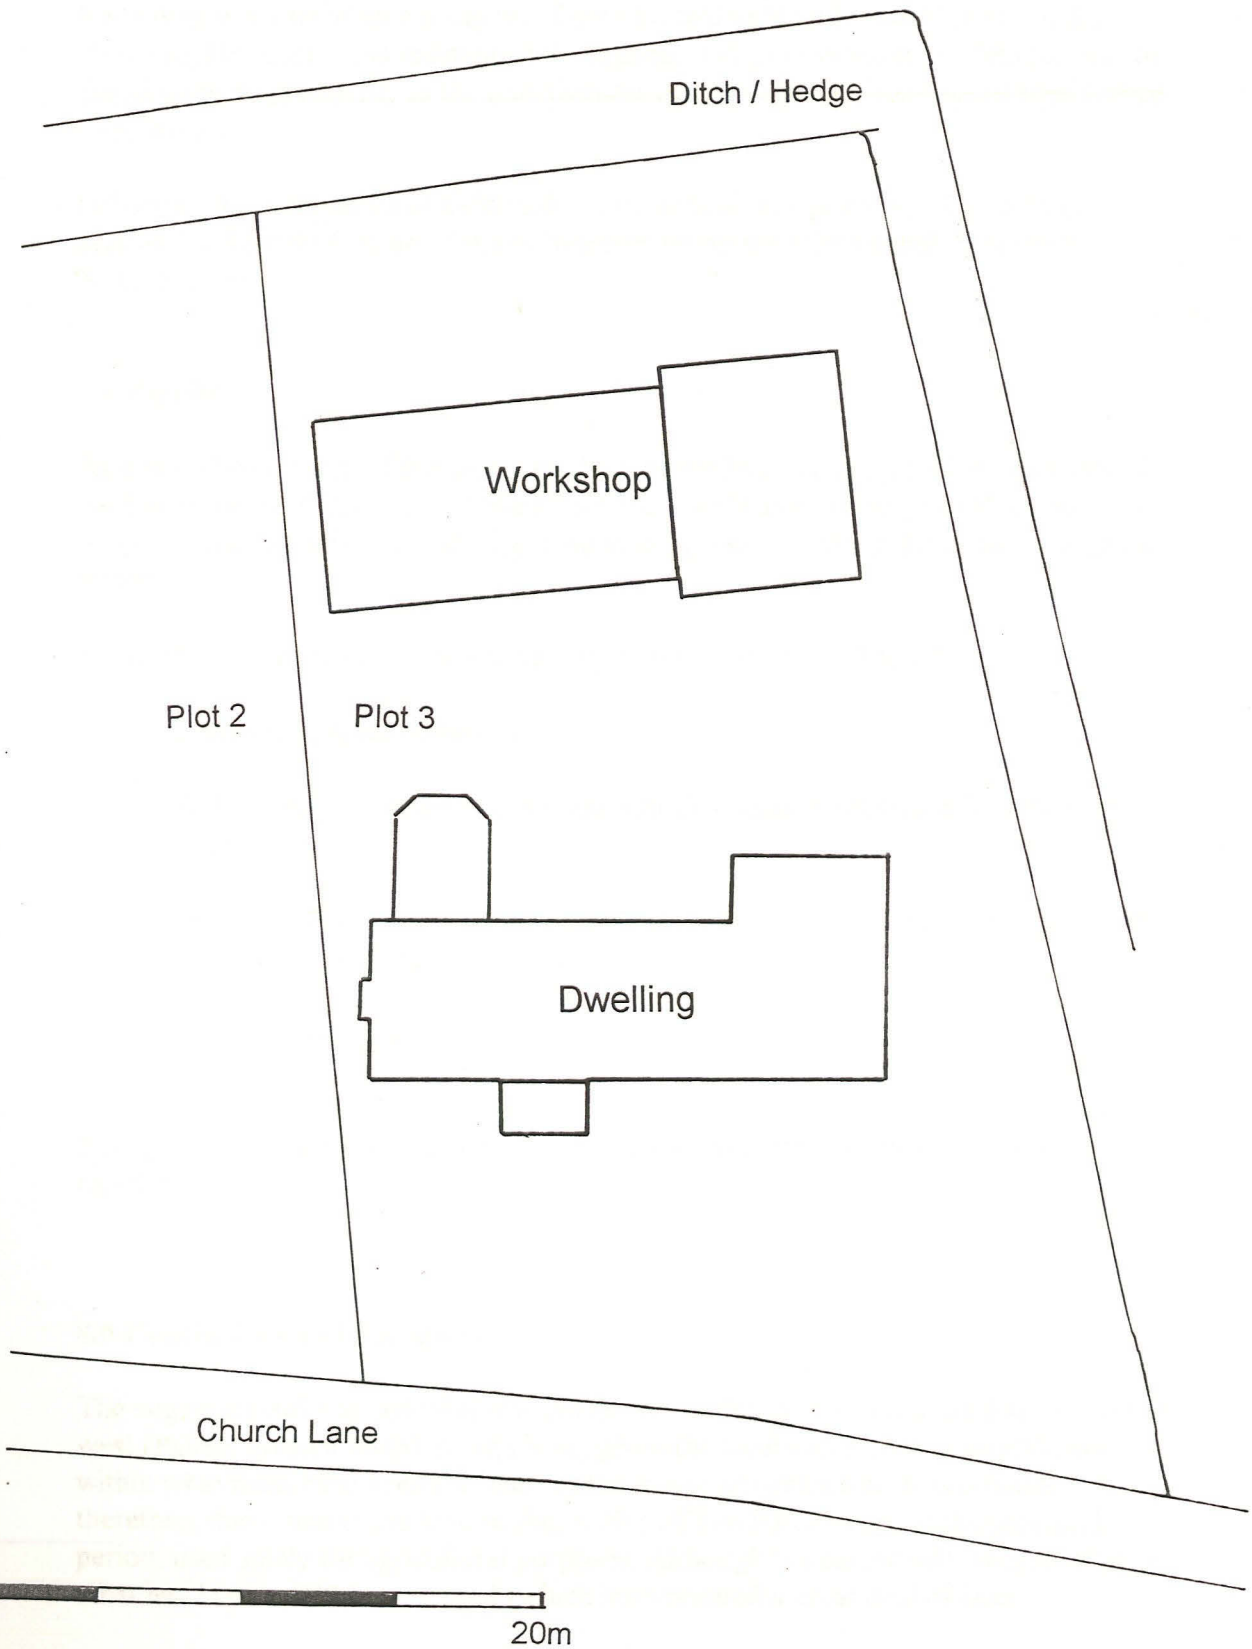 Ditch / Hedge
Workshop
Plot 2
Plot 3
Dwelling
Church Lane
20m